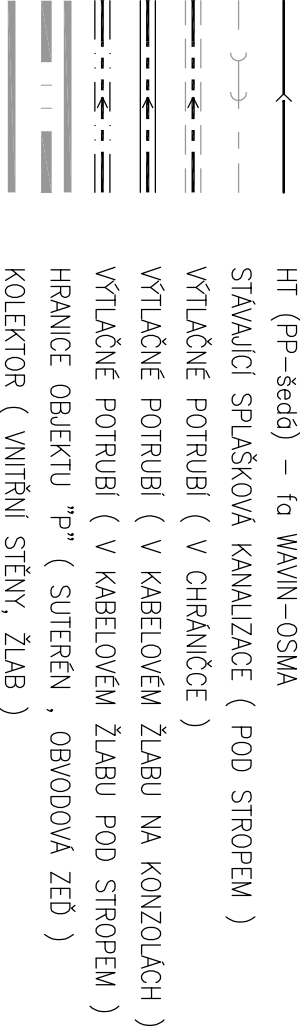 HT (PP-šedá) - fa WAVIN-OSMA
STÁVAJÍCÍ SPLAŠKOVÁ KANALIZACE ( POD STROPEM )
VÝTLAČNÉ POTRUBÍ ( V CHRÁNIČCE )
VÝTLAČNÉ POTRUBÍ ( V KABELOVÉM ŽLABU NA KONZOLÁCH )
VÝTLAČNÉ POTRUBÍ ( V KABELOVÉM ŽLABU POD STROPEM )
HRANICE OBJEKTU "P" ( SUTERÉN , OBVODOVÁ ZEĎ )
KOLEKTOR ( VNITŘNÍ STĚNY, ŽLAB )